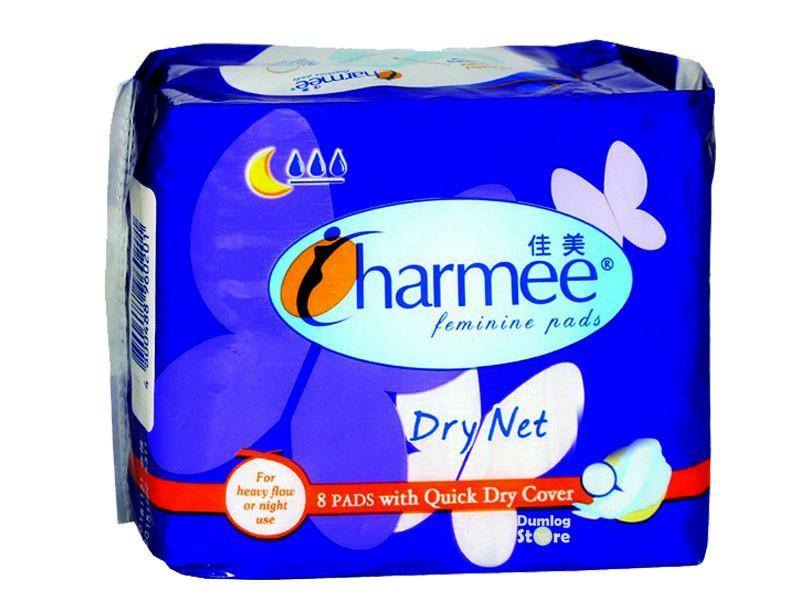 Charmee®
佳美
Charmee®
feminine pads
Dry Net
For
heavy flow
or night
use
8 PADS with Quick Dry Cover
Dumlog
Store